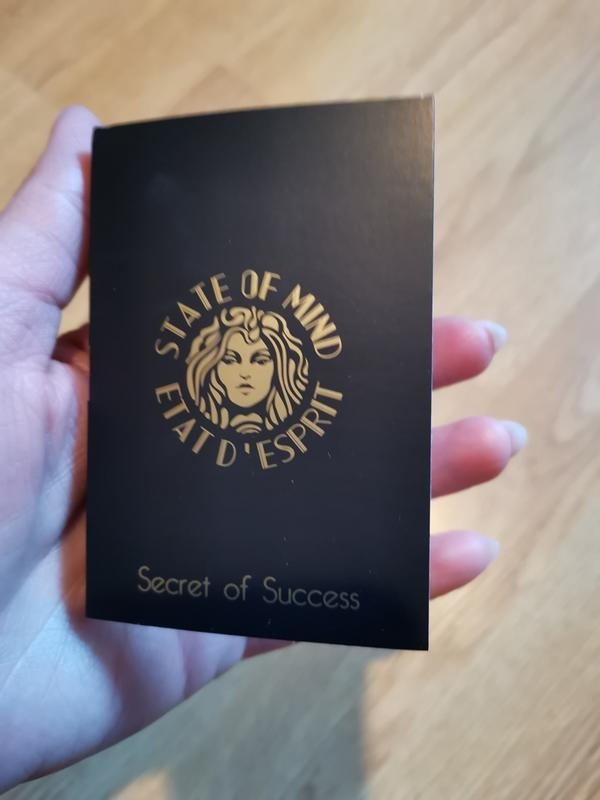 STATE OF MIND
ETAT D'ESPRIT
Secret of Success